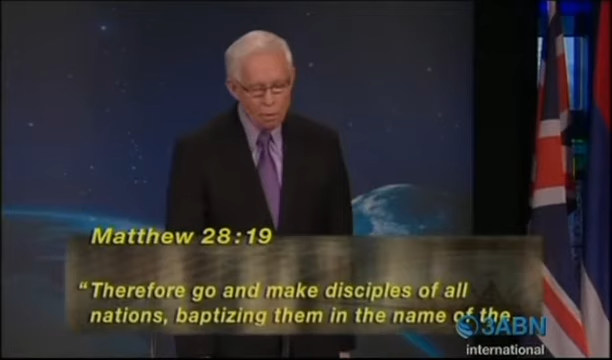 Matthew 28:19
“Therefore go and make disciples of all
nations, baptizing them in the name of the
3ABN
international